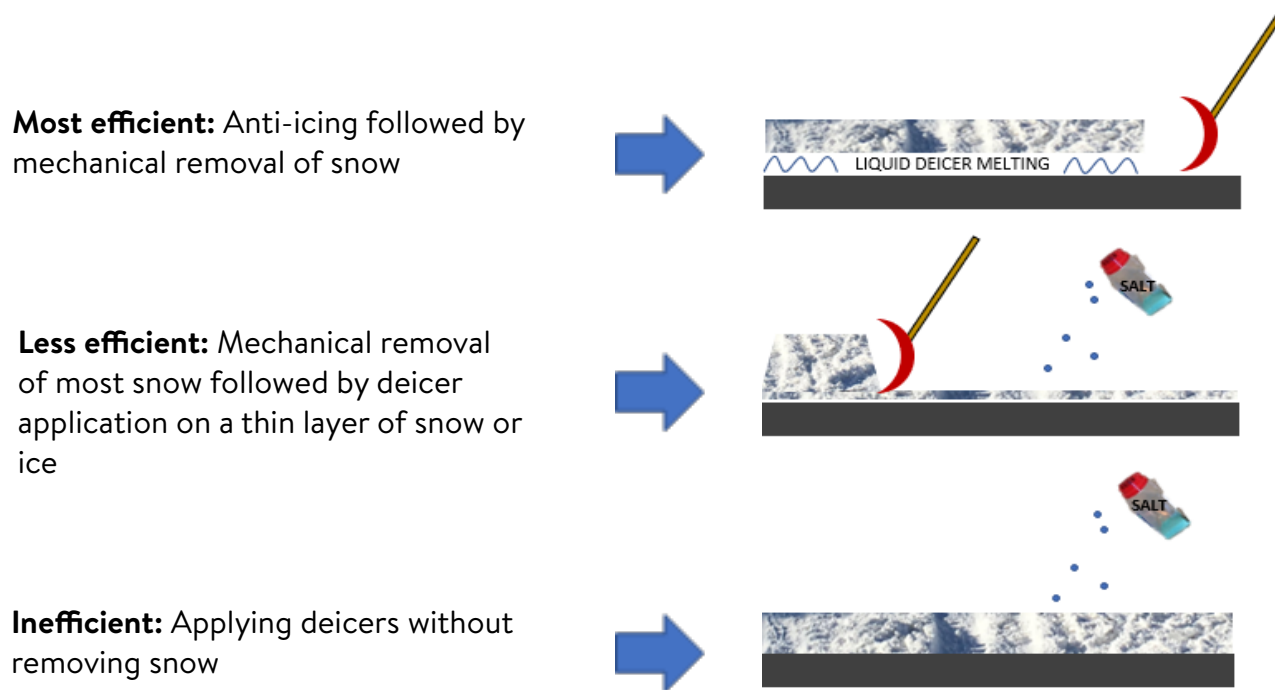 Most efficient: Anti-icing followed by
mechanical removal of snow
LIQUID DEICER MELTING
SALT
Less efficient: Mechanical removal
of most snow followed by deicer
application on a thin layer of snow or
ice
SALT
Inefficient: Applying deicers without
removing snow